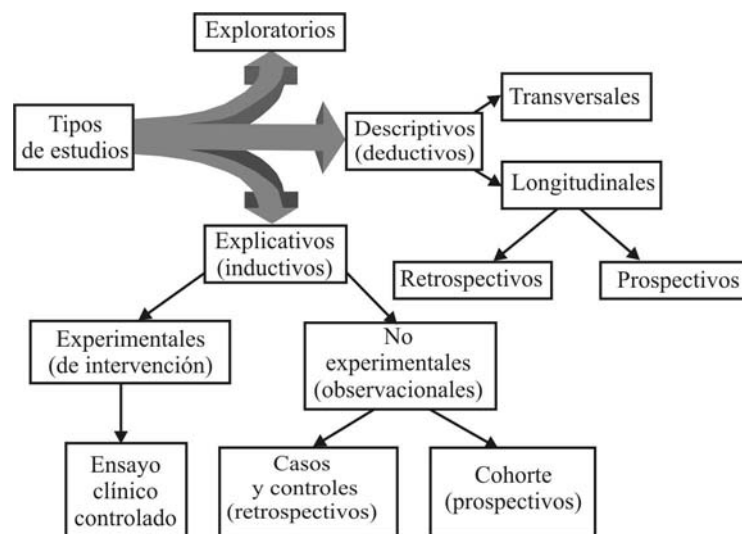 Exploratorios
Tipos
de estudios
Descriptivos
(deductivos)
Transversales
Longitudinales
Retrospectivos
Prospectivos
Explicativos
(inductivos)
Experimentales
(de intervención)
No
experimentales
(observacionales)
Ensayo
clínico
controlado
Casos
y controles
(retrospectivos)
Cohorte
(prospectivos)